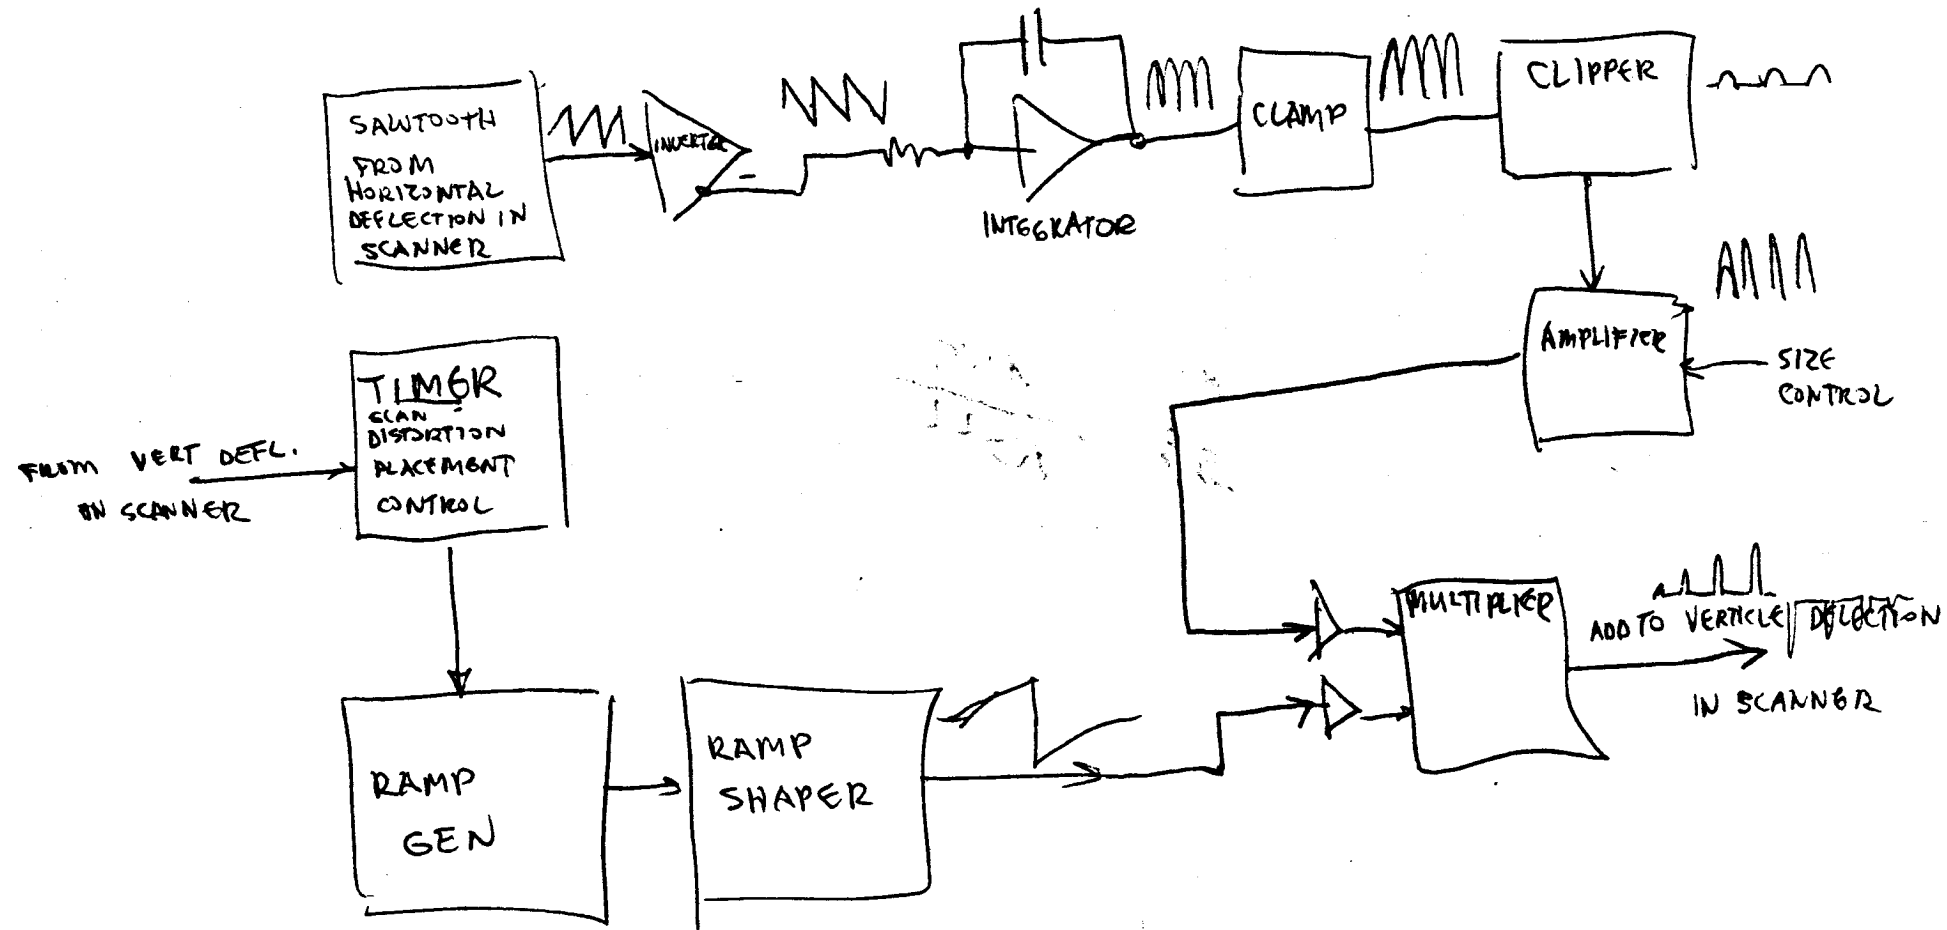 SAWTOOTH
FROM
HORIZONTAL
DEFLECTION IN
SCANNER
INVERTER
INTEGRATOR
CLAMP
CLIPPER
AMPLIFIER
SIZE
CONTROL
TIMER
SCAN
DISTORTION
PLACEMENT
CONTROL
FROM VERT DEFL.
IN SCANNER
MULTIPLIER
ADD TO VERTICLE DEFLECTION
IN SCANNER
RAMP
GEN
RAMP
SHAPER